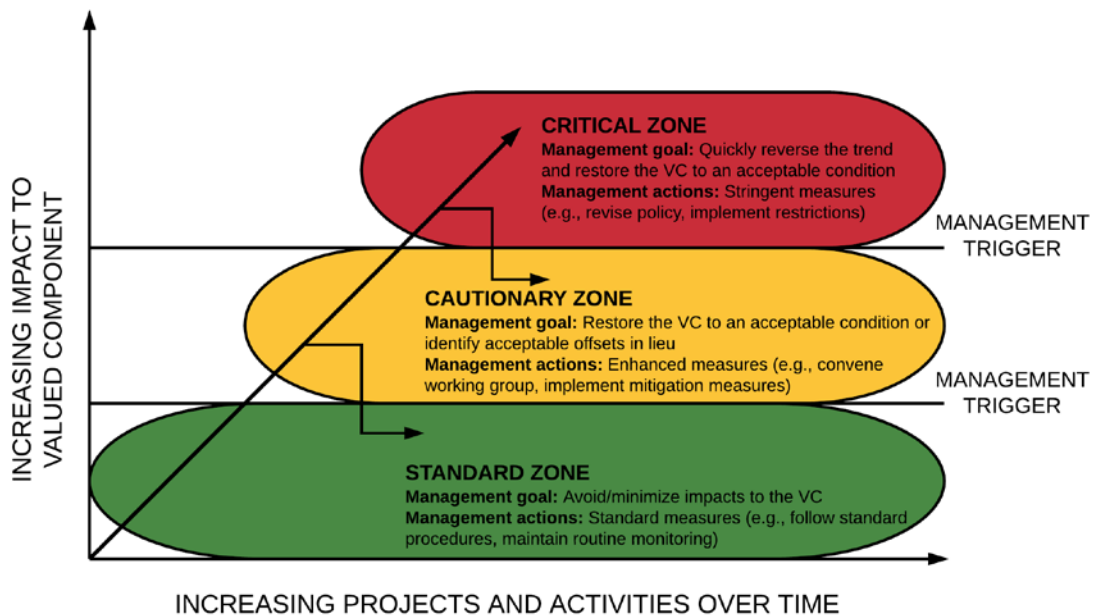 CRITICAL ZONE
Management goal: Quickly reverse the trend
and restore the VC to an acceptable condition
Management actions: Stringent measures
(e.g., revise policy, implement restrictions)
MANAGEMENT
TRIGGER
CAUTIONARY ZONE
Management goal: Restore the VC to an acceptable condition or
identify acceptable offsets in lieu
Management actions: Enhanced measures (e.g., convene
working group, implement mitigation measures)
MANAGEMENT
TRIGGER
STANDARD ZONE
Management goal: Avoid/minimize impacts to the VC
Management actions: Standard measures (e.g., follow standard
procedures, maintain routine monitoring)
INCREASING IMPACT TO
VALUED COMPONENT
INCREASING PROJECTS AND ACTIVITIES OVER TIME